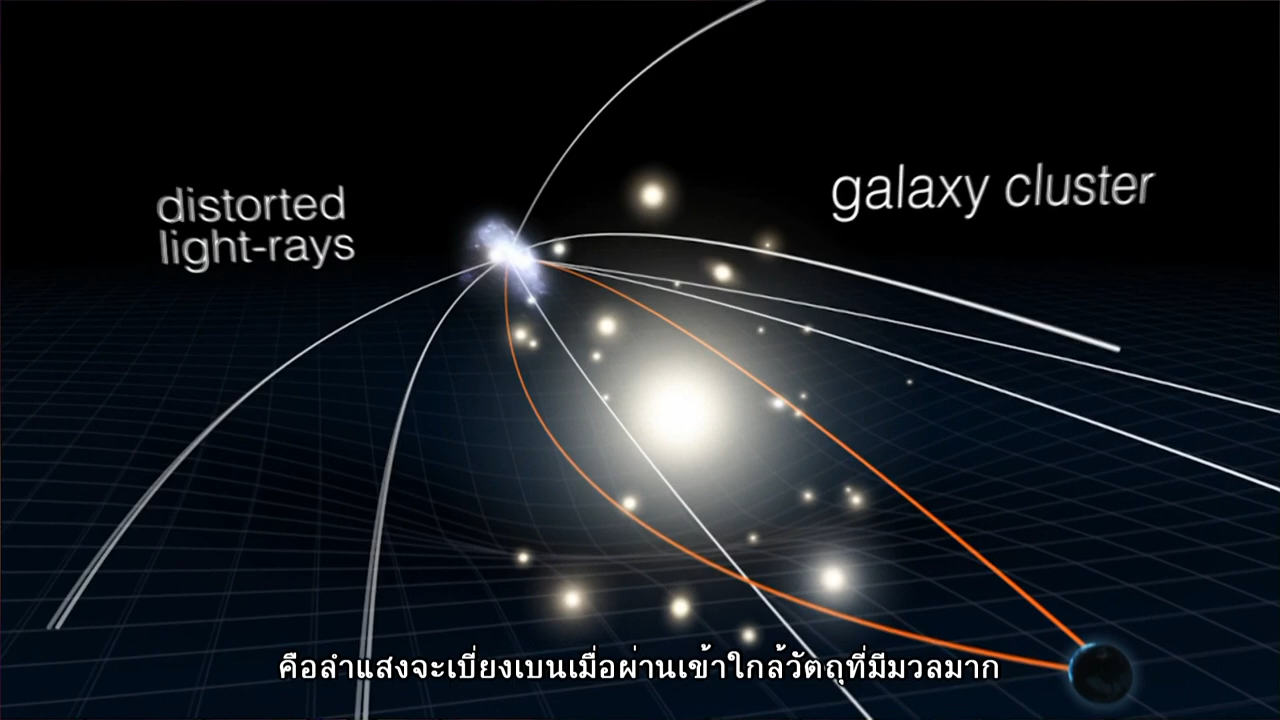 distorted
light-rays
galaxy cluster
คือลำแสงจะเบี่ยงเบนเมื่อผ่านเข้าใกล้วัตถุที่มีมวลมาก